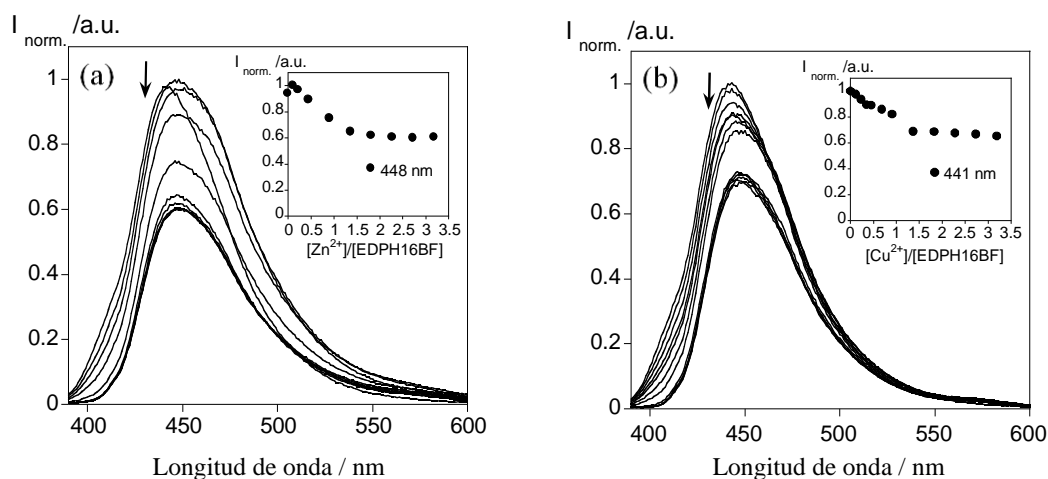 I norm. /a.u.
(a)
1
0.8
0.6
0.4
0.2
0
400 450 500 550 600
Longitud de onda / nm
I norm. /a.u.
1
0.8
0.6
0.4
0.2
0
0 0.5 1 1.5 2 2.5 3 3.5
448 nm
[Zn²⁺]/[EDPH16BF]
I norm. /a.u.
(b)
1
0.8
0.6
0.4
0.2
0
400 450 500 550 600
Longitud de onda / nm
I norm. /a.u.
1
0.8
0.6
0.4
0.2
0
0 0.5 1 1.5 2 2.5 3 3.5
441 nm
[Cu²⁺]/[EDPH16BF]